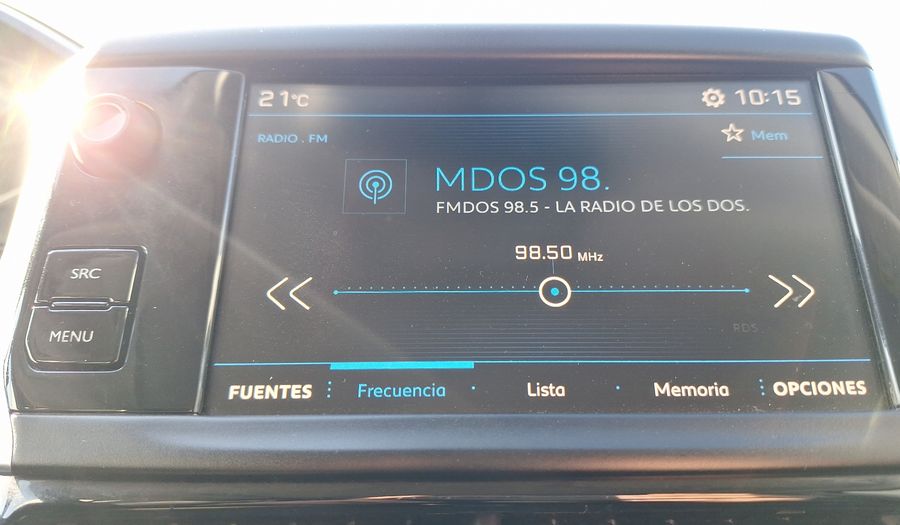 21°C
10:15
RADIO . FM
Mem
MDOS 98.
FMDOS 98.5 - LA RADIO DE LOS DOS.
98.50 MHz
SRC
MENU
RDS
FUENTES
Frecuencia
Lista
Memoria
OPCIONES